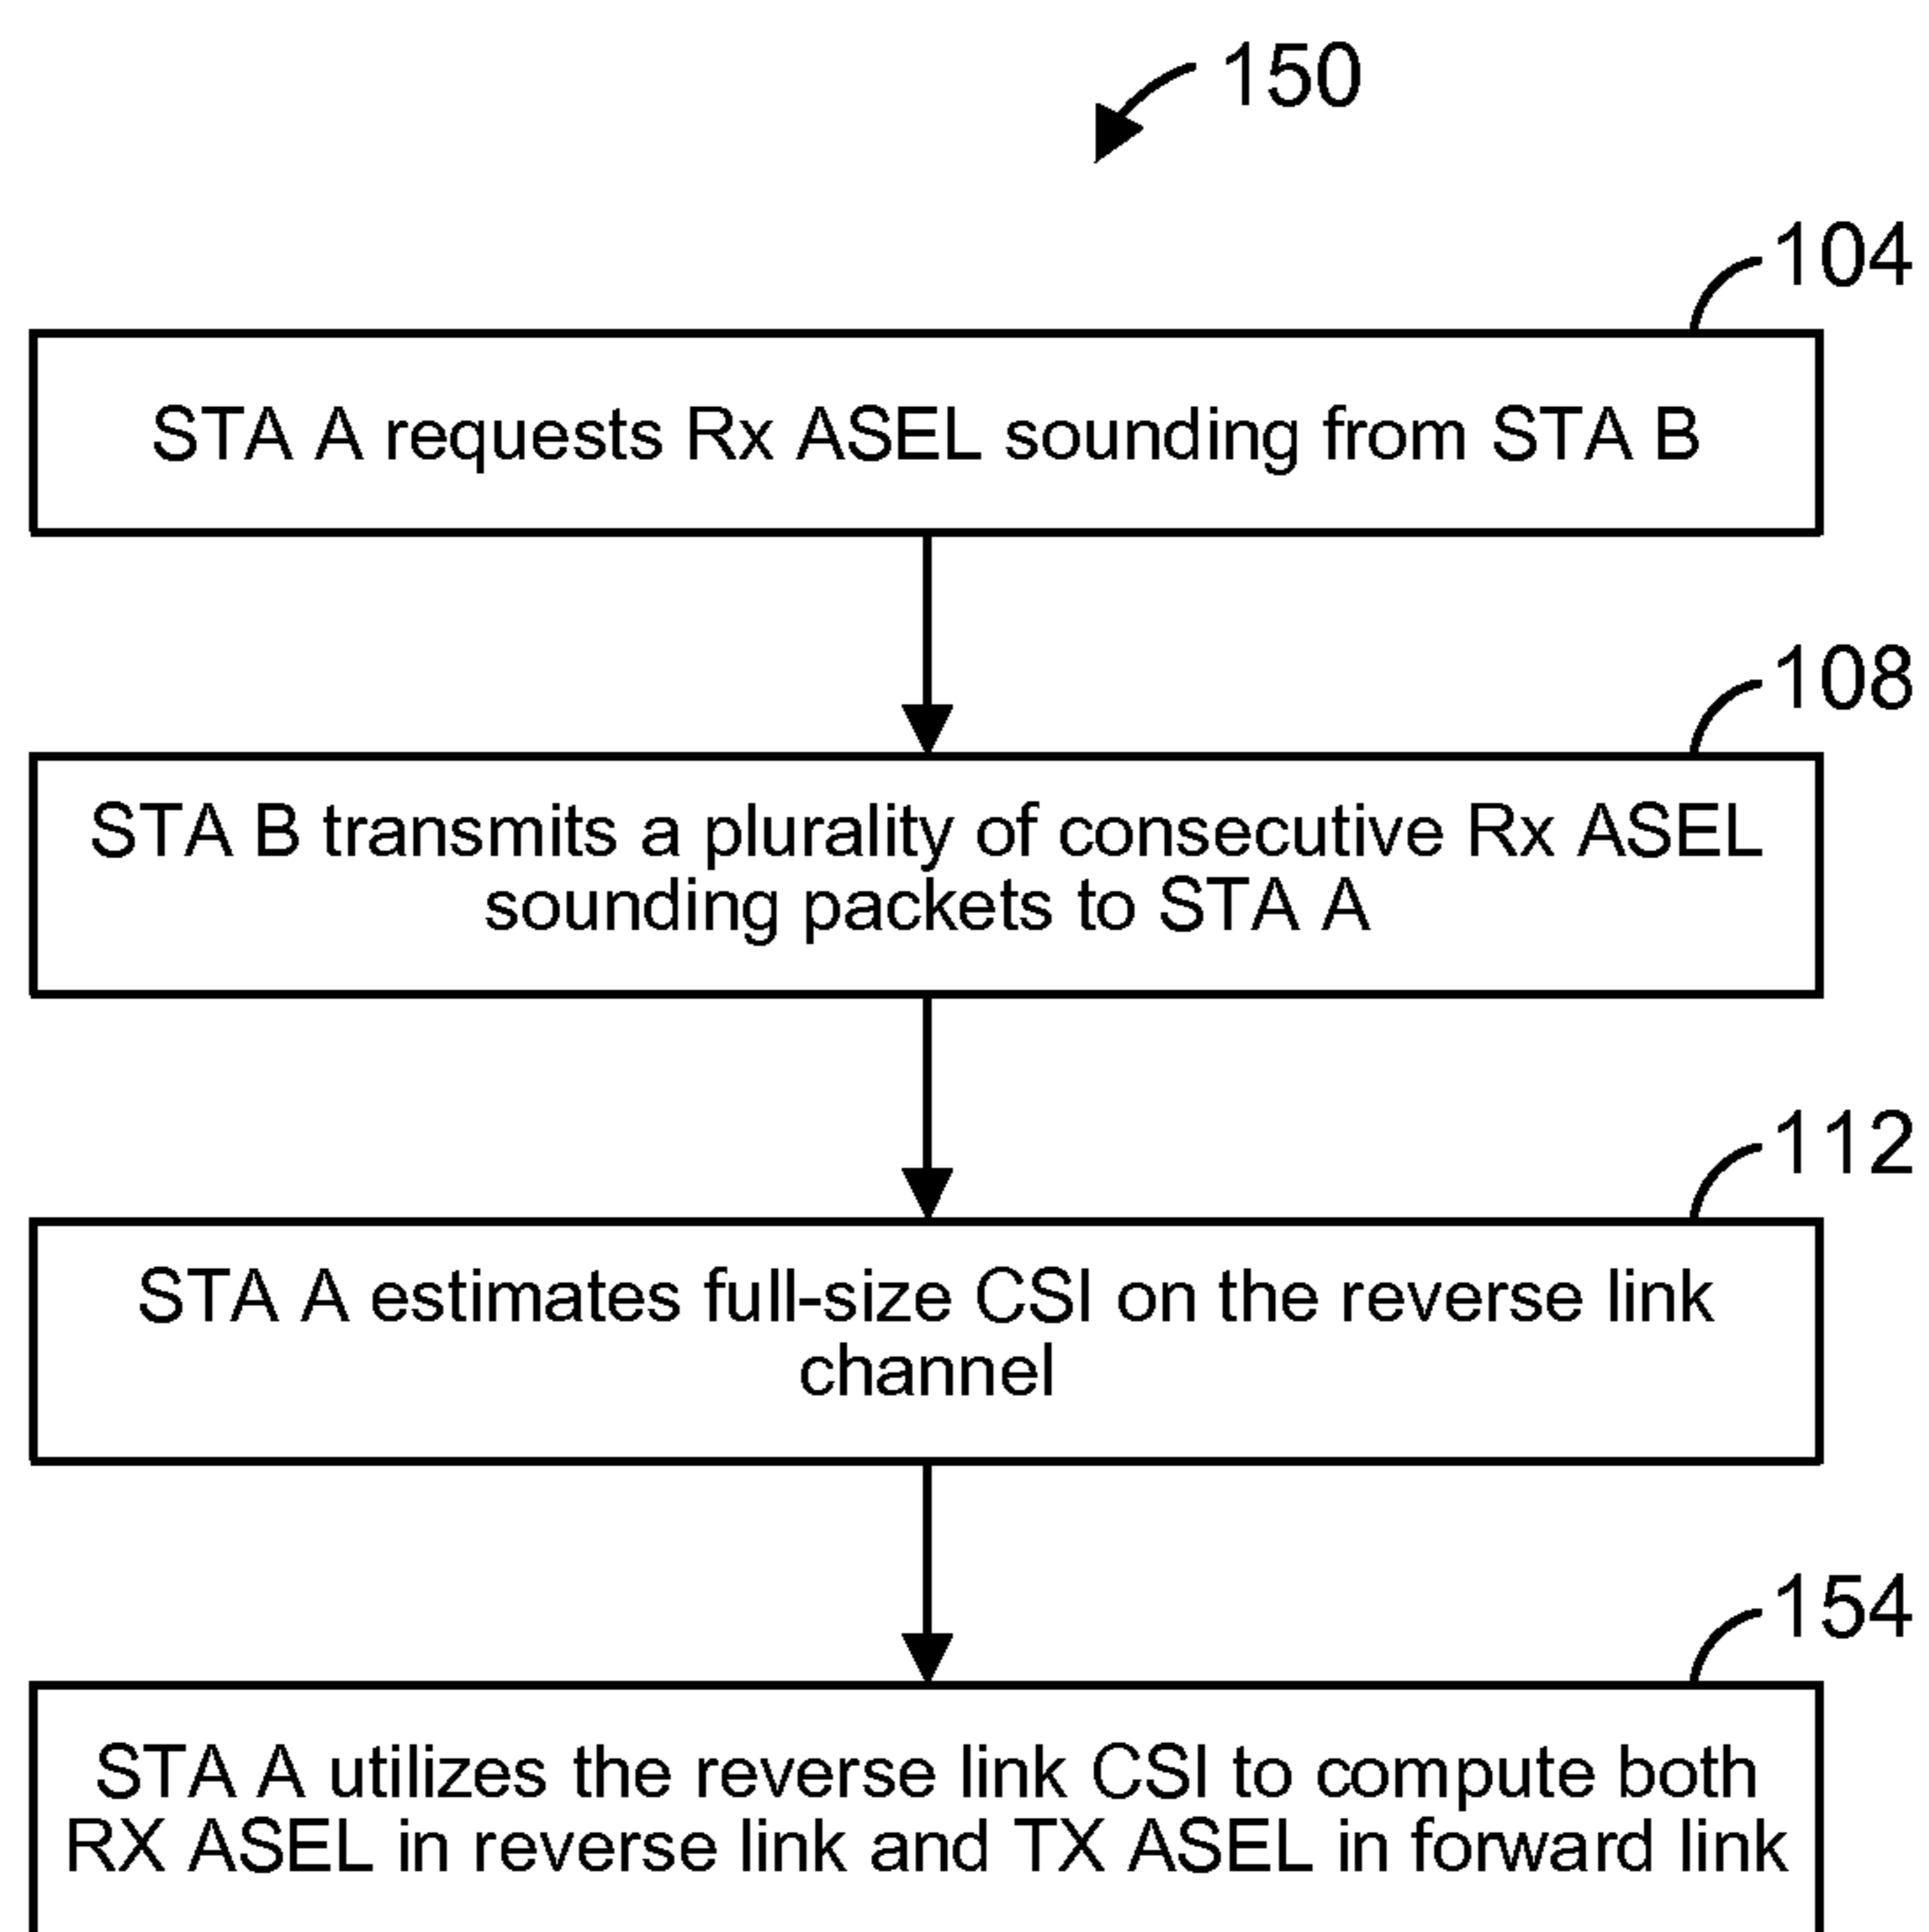 150
104
STA A requests Rx ASEL sounding from STA B
108
STA B transmits a plurality of consecutive Rx ASEL
sounding packets to STA A
112
STA A estimates full-size CSI on the reverse link
channel
154
STA A utilizes the reverse link CSI to compute both
RX ASEL in reverse link and TX ASEL in forward link